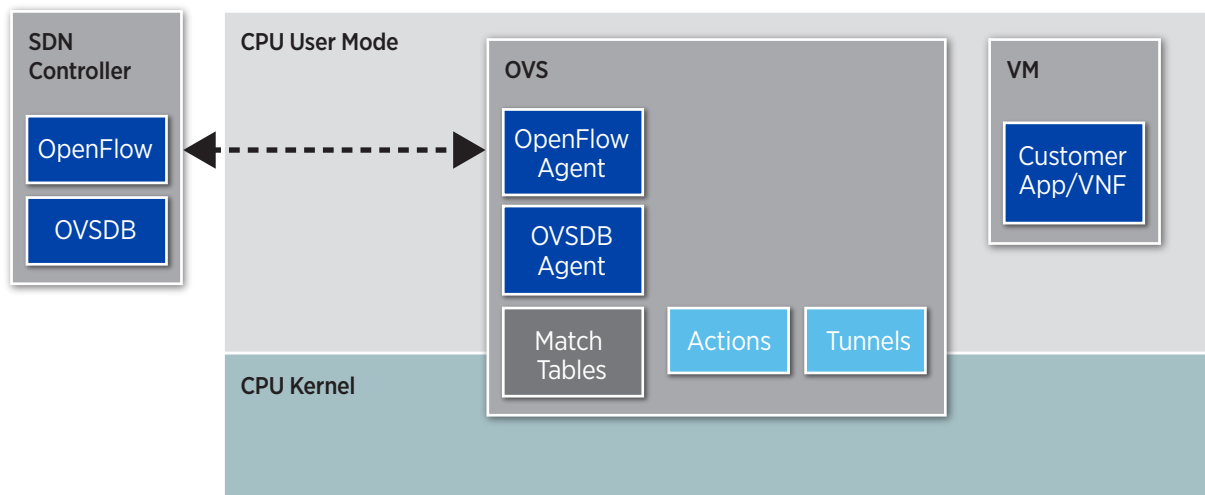 SDN
Controller
OpenFlow
OVSDB
CPU User Mode
OVS
OpenFlow
Agent
OVSDB
Agent
Match
Tables
Actions
Tunnels
VM
Customer
App/VNF
CPU Kernel